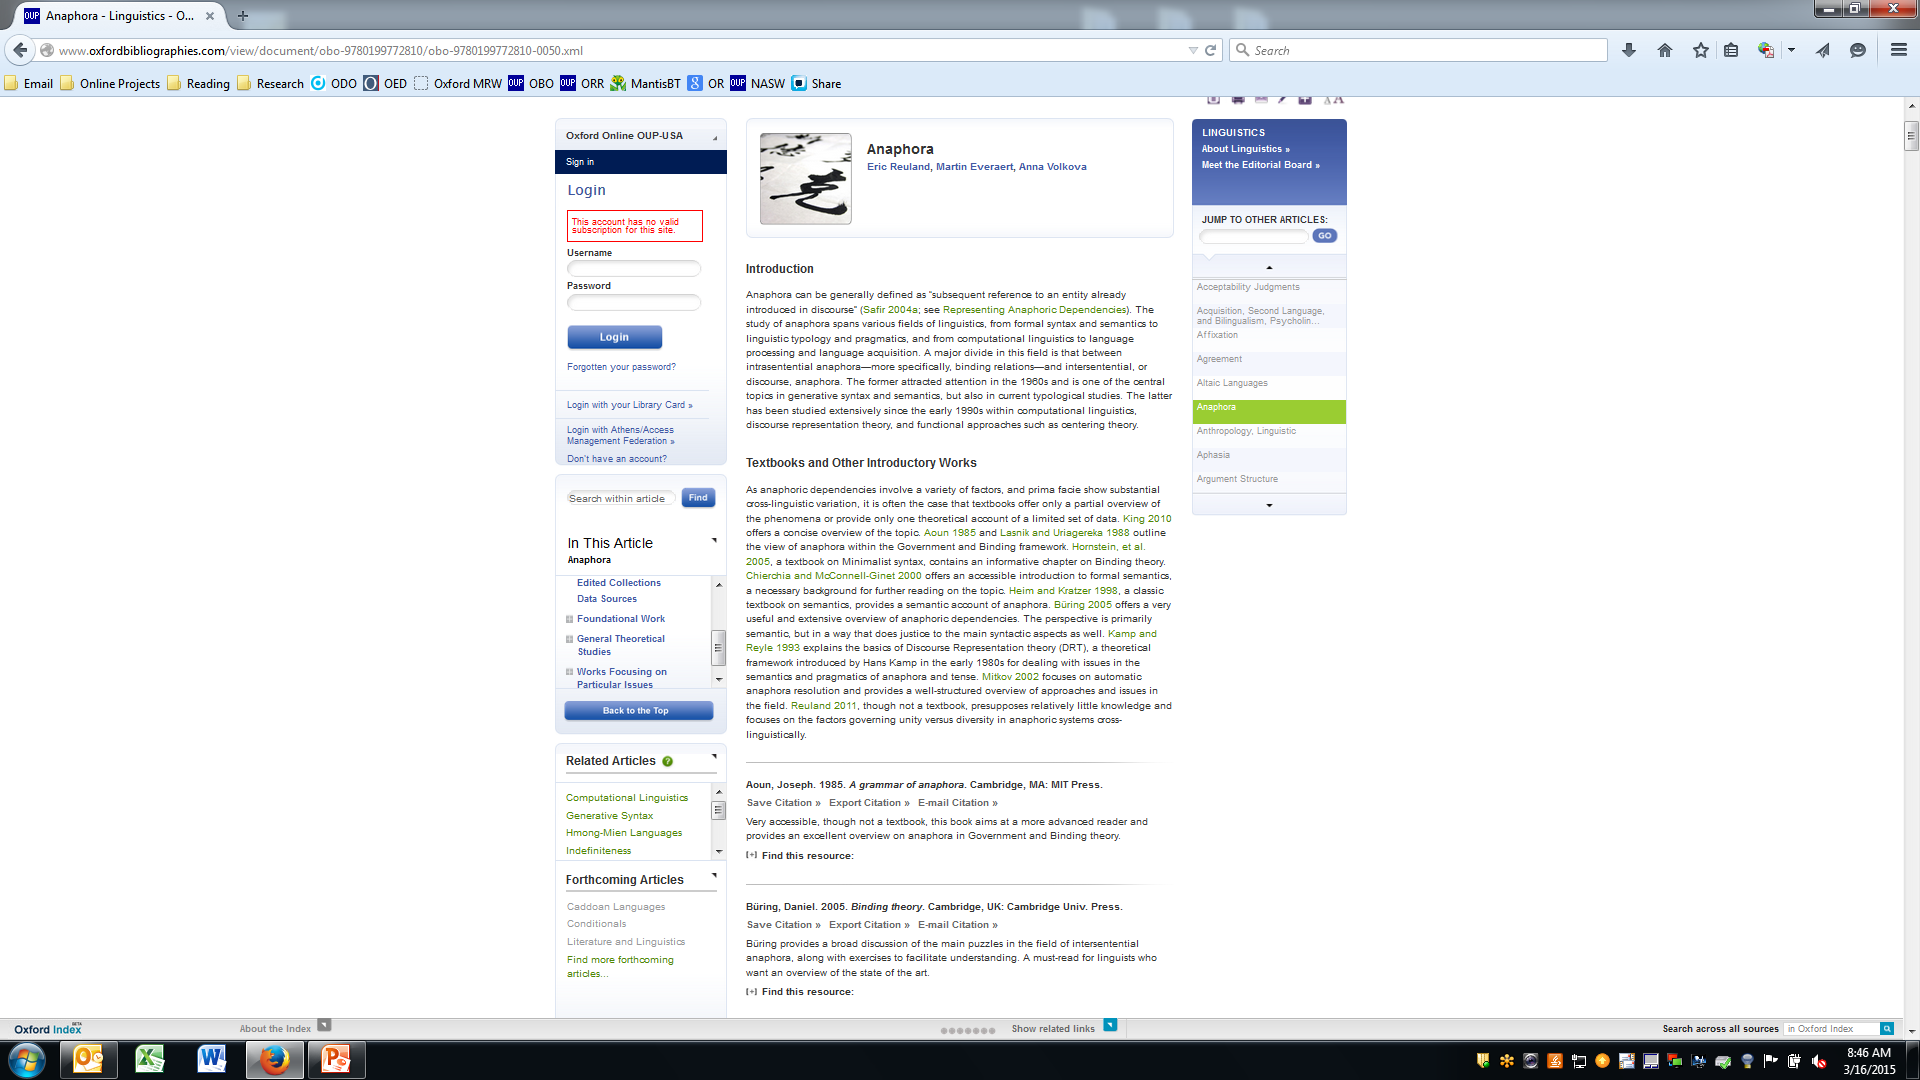 Anaphora - Linguistics - O...
www.oxfordbibliographies.com/view/document/obo-9780199772810/obo-9780199772810-0050.xml
Search
Email Online Projects Reading Research ODO OED Oxford MRW OBO ORR MantisBT OR NASW Share
Oxford Online OUP-USA
Sign in
Login
This account has no valid
subscription for this site.
Username
Password
Login
Forgotten your password?
Login with your Library Card »
Login with Athens/Access
Management Federation »
Don't have an account?
Search within article Find
In This Article
Anaphora
Edited Collections
Data Sources
Foundational Work
General Theoretical
Studies
Works Focusing on
Particular Issues
Back to the Top
Related Articles ?
Computational Linguistics
Generative Syntax
Hmong-Mien Languages
Indefiniteness
Forthcoming Articles
Caddoan Languages
Conditionals
Literature and Linguistics
Find more forthcoming
articles...
Anaphora
Eric Reuland, Martin Everaert, Anna Volkova
Introduction
Anaphora can be generally defined as "subsequent reference to an entity already
introduced in discourse" (Safir 2004a; see Representing Anaphoric Dependencies). The
study of anaphora spans various fields of linguistics, from formal syntax and semantics to
linguistic typology and pragmatics, and from computational linguistics to language
processing and language acquisition. A major divide in this field is that between
intrasentential anaphora—more specifically, binding relations—and intersentential, or
discourse, anaphora. The former attracted attention in the 1960s and is one of the central
topics in generative syntax and semantics, but also in current typological studies. The latter
has been studied extensively since the early 1990s within computational linguistics,
discourse representation theory, and functional approaches such as centering theory.
Textbooks and Other Introductory Works
As anaphoric dependencies involve a variety of factors, and prima facie show substantial
cross-linguistic variation, it is often the case that textbooks offer only a partial overview of
the phenomena or provide only one theoretical account of a limited set of data. King 2010
offers a concise overview of the topic. Aoun 1985 and Lasnik and Uriagereka 1988 outline
the view of anaphora within the Government and Binding framework. Hornstein, et al.
2005, a textbook on Minimalist syntax, contains an informative chapter on Binding theory.
Chierchia and McConnell-Ginet 2000 offers an accessible introduction to formal semantics,
a necessary background for further reading on the topic. Heim and Kratzer 1998, a classic
textbook on semantics, provides a semantic account of anaphora. Büring 2005 offers a very
useful and extensive overview of anaphoric dependencies. The perspective is primarily
semantic, but in a way that does justice to the main syntactic aspects as well. Kamp and
Reyle 1993 explains the basics of Discourse Representation theory (DRT), a theoretical
framework introduced by Hans Kamp in the early 1980s for dealing with issues in the
semantics and pragmatics of anaphora and tense. Mitkov 2002 focuses on automatic
anaphora resolution and provides a well-structured overview of approaches and issues in
the field. Reuland 2011, though not a textbook, presupposes relatively little knowledge and
focuses on the factors governing unity versus diversity in anaphoric systems cross-
linguistically.
Aoun, Joseph. 1985. A grammar of anaphora. Cambridge, MA: MIT Press.
Save Citation » Export Citation » E-mail Citation »
Very accessible, though not a textbook, this book aims at a more advanced reader and
provides an excellent overview on anaphora in Government and Binding theory.
[+] Find this resource:
Büring, Daniel. 2005. Binding theory. Cambridge, UK: Cambridge Univ. Press.
Save Citation » Export Citation » E-mail Citation »
Büring provides a broad discussion of the main puzzles in the field of intersentential
anaphora, along with exercises to facilitate understanding. A must-read for linguists who
want an overview of the state of the art.
[+] Find this resource:
LINGUISTICS
About Linguistics »
Meet the Editorial Board »
JUMP TO OTHER ARTICLES:
GO
Acceptability Judgments
Acquisition, Second Language,
and Bilingualism, Psycholin...
Affixation
Agreement
Altaic Languages
Anaphora
Anthropology, Linguistic
Aphasia
Argument Structure
Oxford Index BETA About the Index Show related links Search across all sources in Oxford Index
8:46 AM
3/16/2015